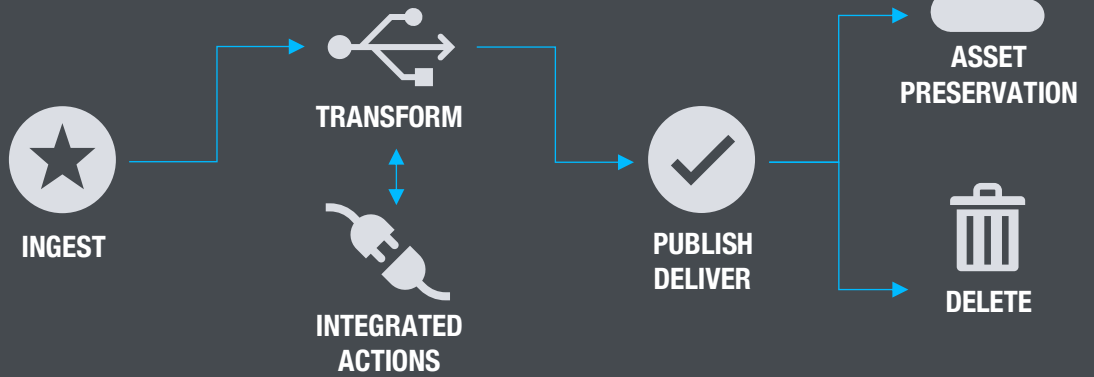 INGEST
TRANSFORM
INTEGRATED
ACTIONS
PUBLISH
DELIVER
ASSET
PRESERVATION
DELETE